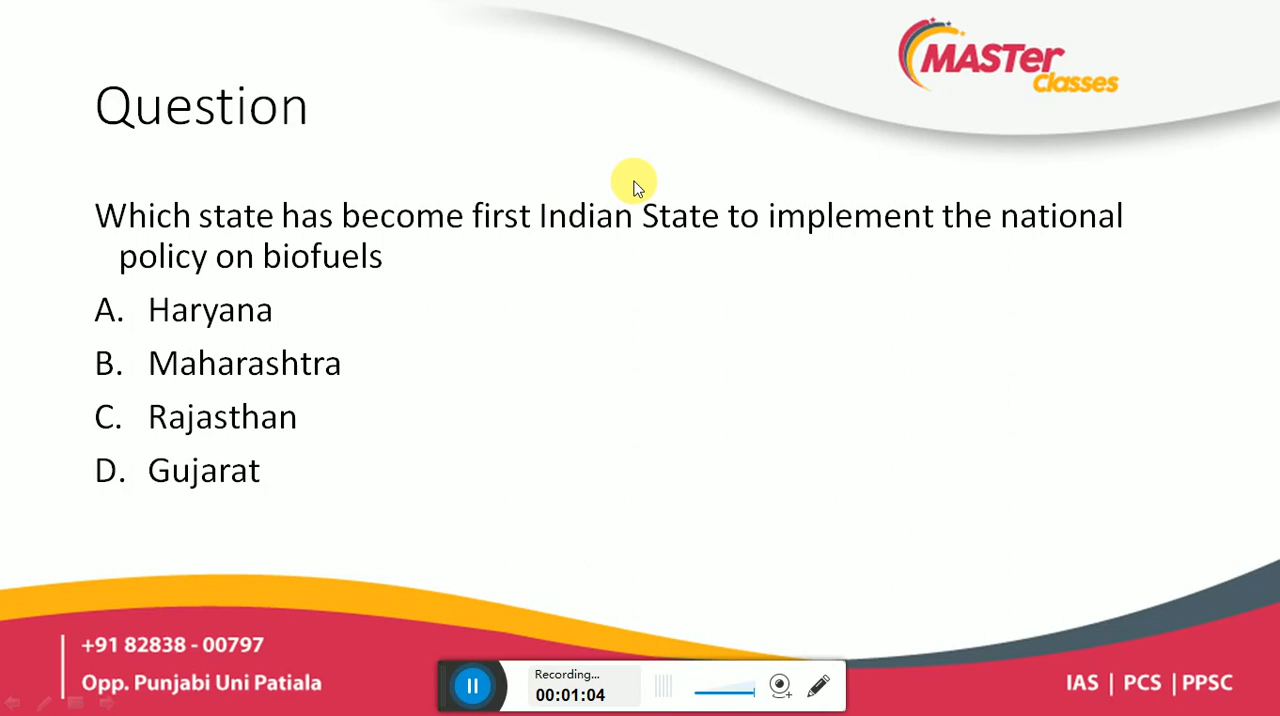 MASTer
Classes
Question
Which state has become first Indian State to implement the national
policy on biofuels
A. Haryana
B. Maharashtra
C. Rajasthan
D. Gujarat
+91 82838 - 00797
Opp. Punjabi Uni Patiala
Recording...
00:01:04
IAS | PCS | PPSC